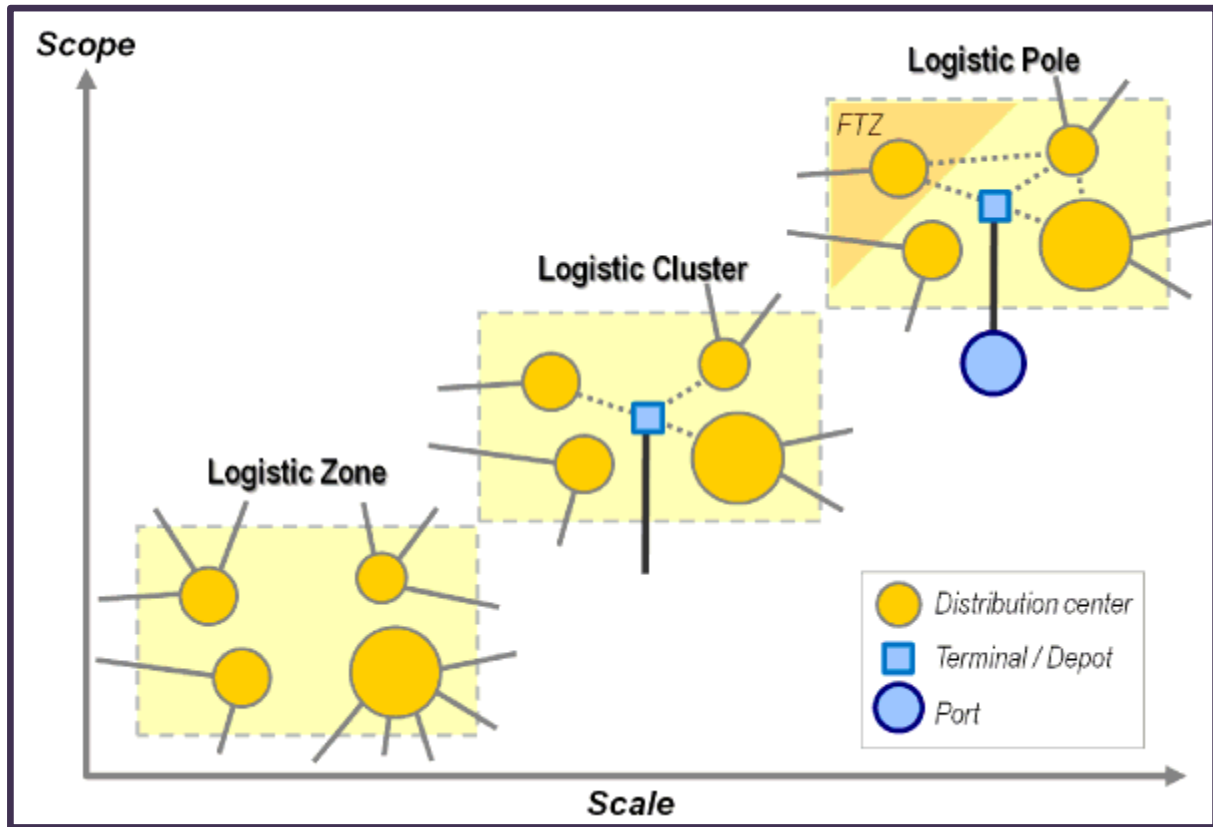 Scope
Logistic Pole
FTZ
Logistic Cluster
Logistic Zone
Distribution center
Terminal / Depot
Port
Scale